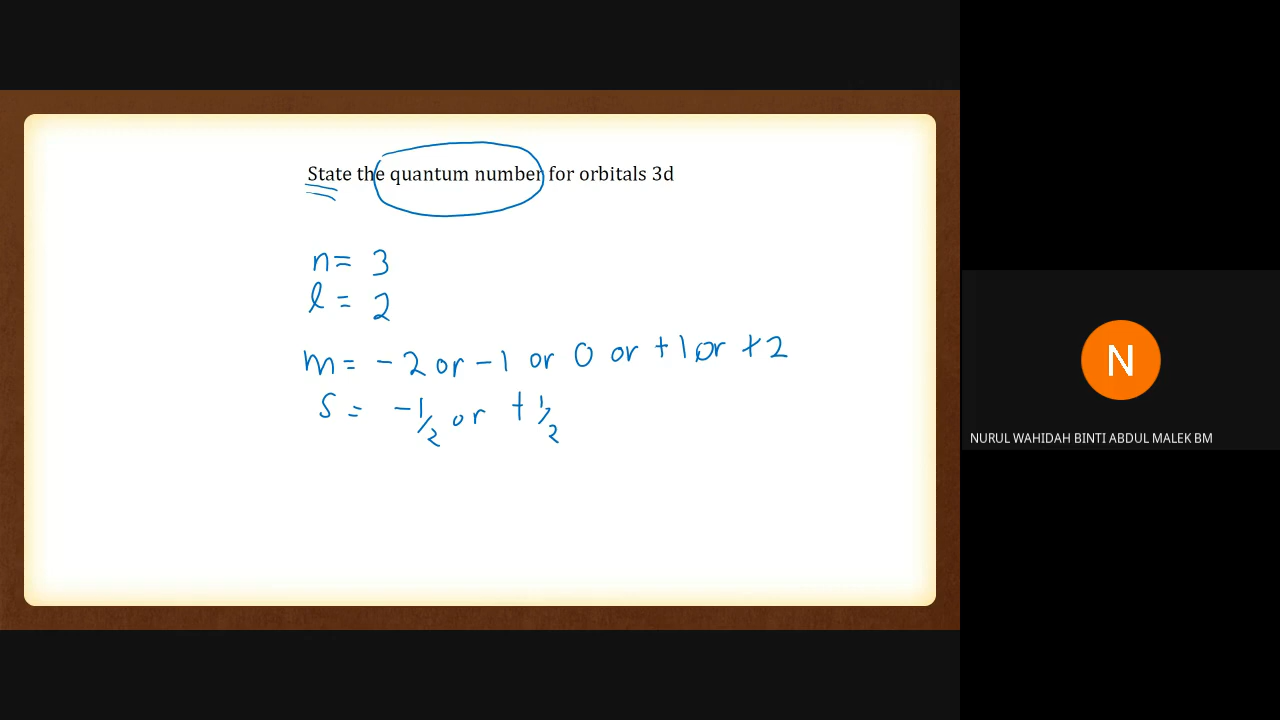 State the quantum number for orbitals 3d
n = 3
l = 2
m = - 2 or - 1 or 0 or +1 or +2
s = -1/2 or +1/2
N
NURUL WAHIDAH BINTI ABDUL MALEK BM